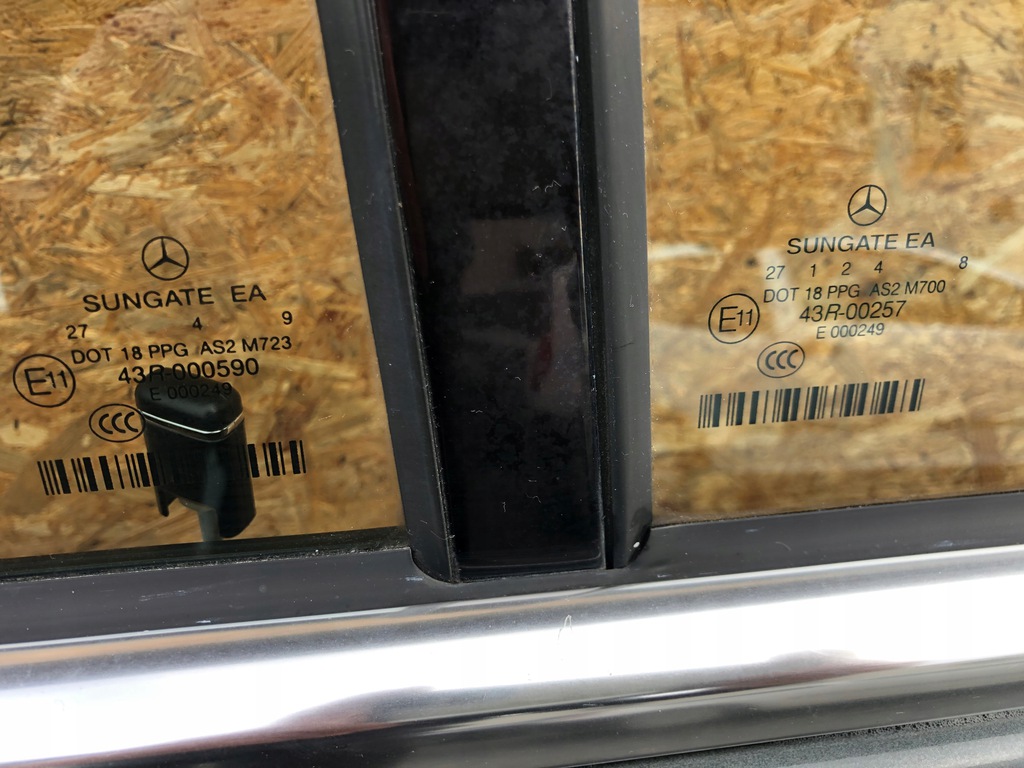 SUNGATE EA
27 4 9
DOT 18 PPG AS2 M723
E11
43R-000590
E 000249
CCC
SUNGATE EA
27 1 2 4 8
DOT 18 PPG AS2 M700
E11
43R-00257
E 000249
CCC